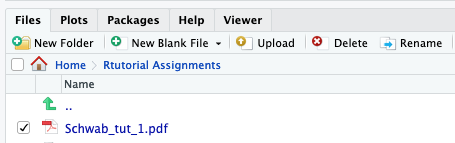 Files Plots Packages Help Viewer
New Folder New Blank File Upload Delete Rename
Home Rtutorial Assignments
Name
..
Schwab_tut_1.pdf